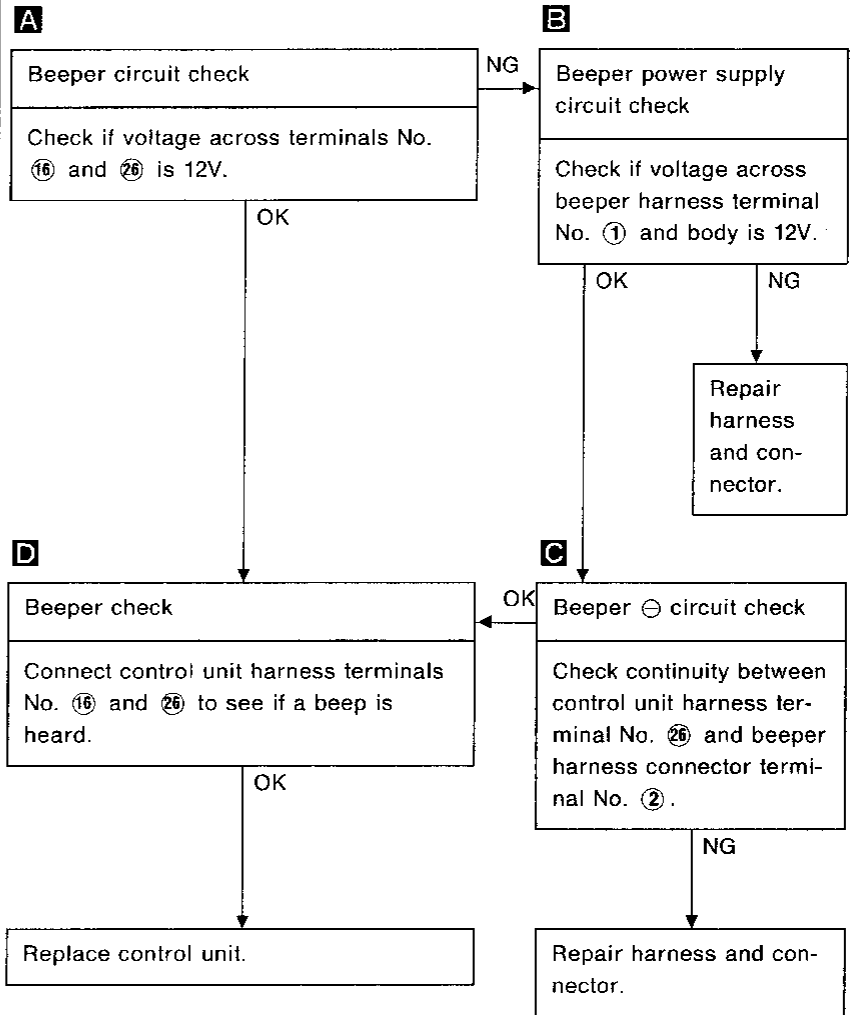 A
Beeper circuit check
Check if voltage across terminals No.
⑯ and ㉖ is 12V.
NG
OK
B
Beeper power supply
circuit check
Check if voltage across
beeper harness terminal
No. ① and body is 12V.
OK
NG
Repair
harness
and con-
nector.
D
Beeper check
Connect control unit harness terminals
No. ⑯ and ㉖ to see if a beep is
heard.
OK
OK
C
Beeper ⊖ circuit check
Check continuity between
control unit harness ter-
minal No. ㉖ and beeper
harness connector termi-
nal No. ②.
NG
Replace control unit.
Repair harness and con-
nector.